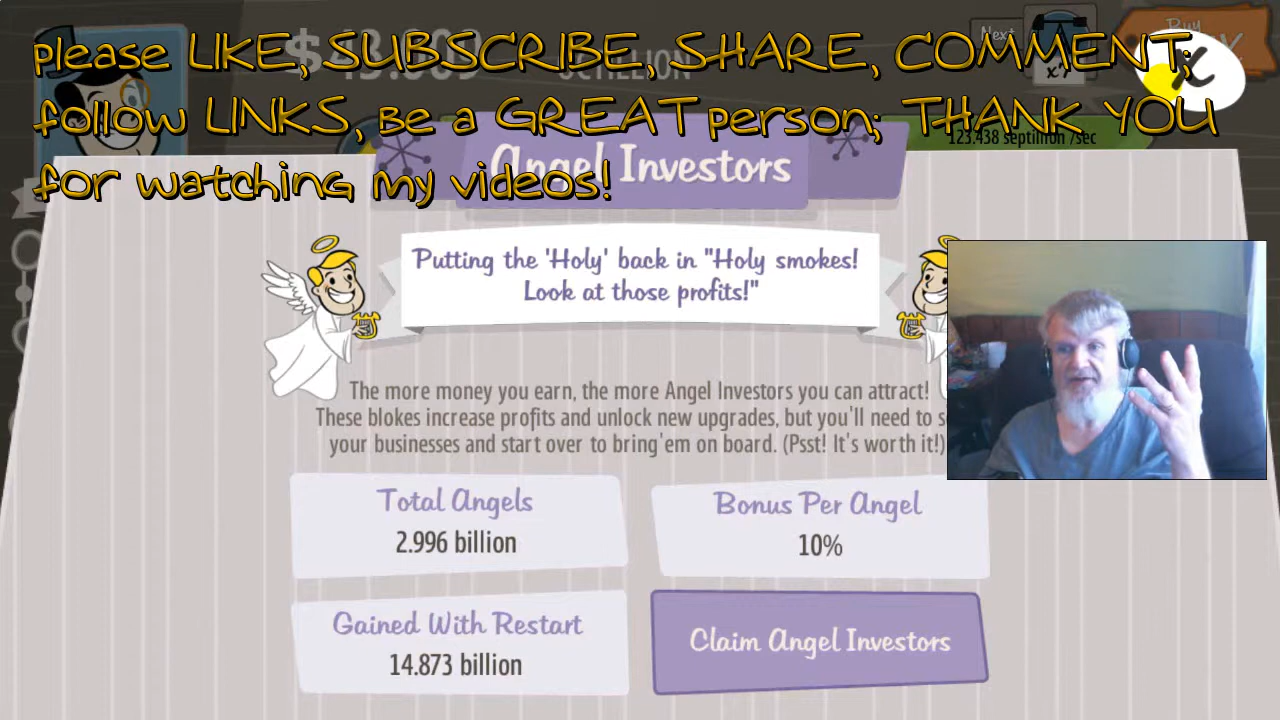 please LIKE, SUBSCRIBE, SHARE, COMMENT;
follow LINKS, Be a GREAT person; THANK YOU
for watching my videos!
Next
Buy
123.438 septillion /sec
Angel Investors
Putting the 'Holy' back in "Holy smokes!
Look at those profits!"
The more money you earn, the more Angel Investors you can attract!
These blokes increase profits and unlock new upgrades, but you'll need to
your businesses and start over to bring'em on board. (Psst! It's worth it!)
Total Angels
2.996 billion
Bonus Per Angel
10%
Gained With Restart
14.873 billion
Claim Angel Investors